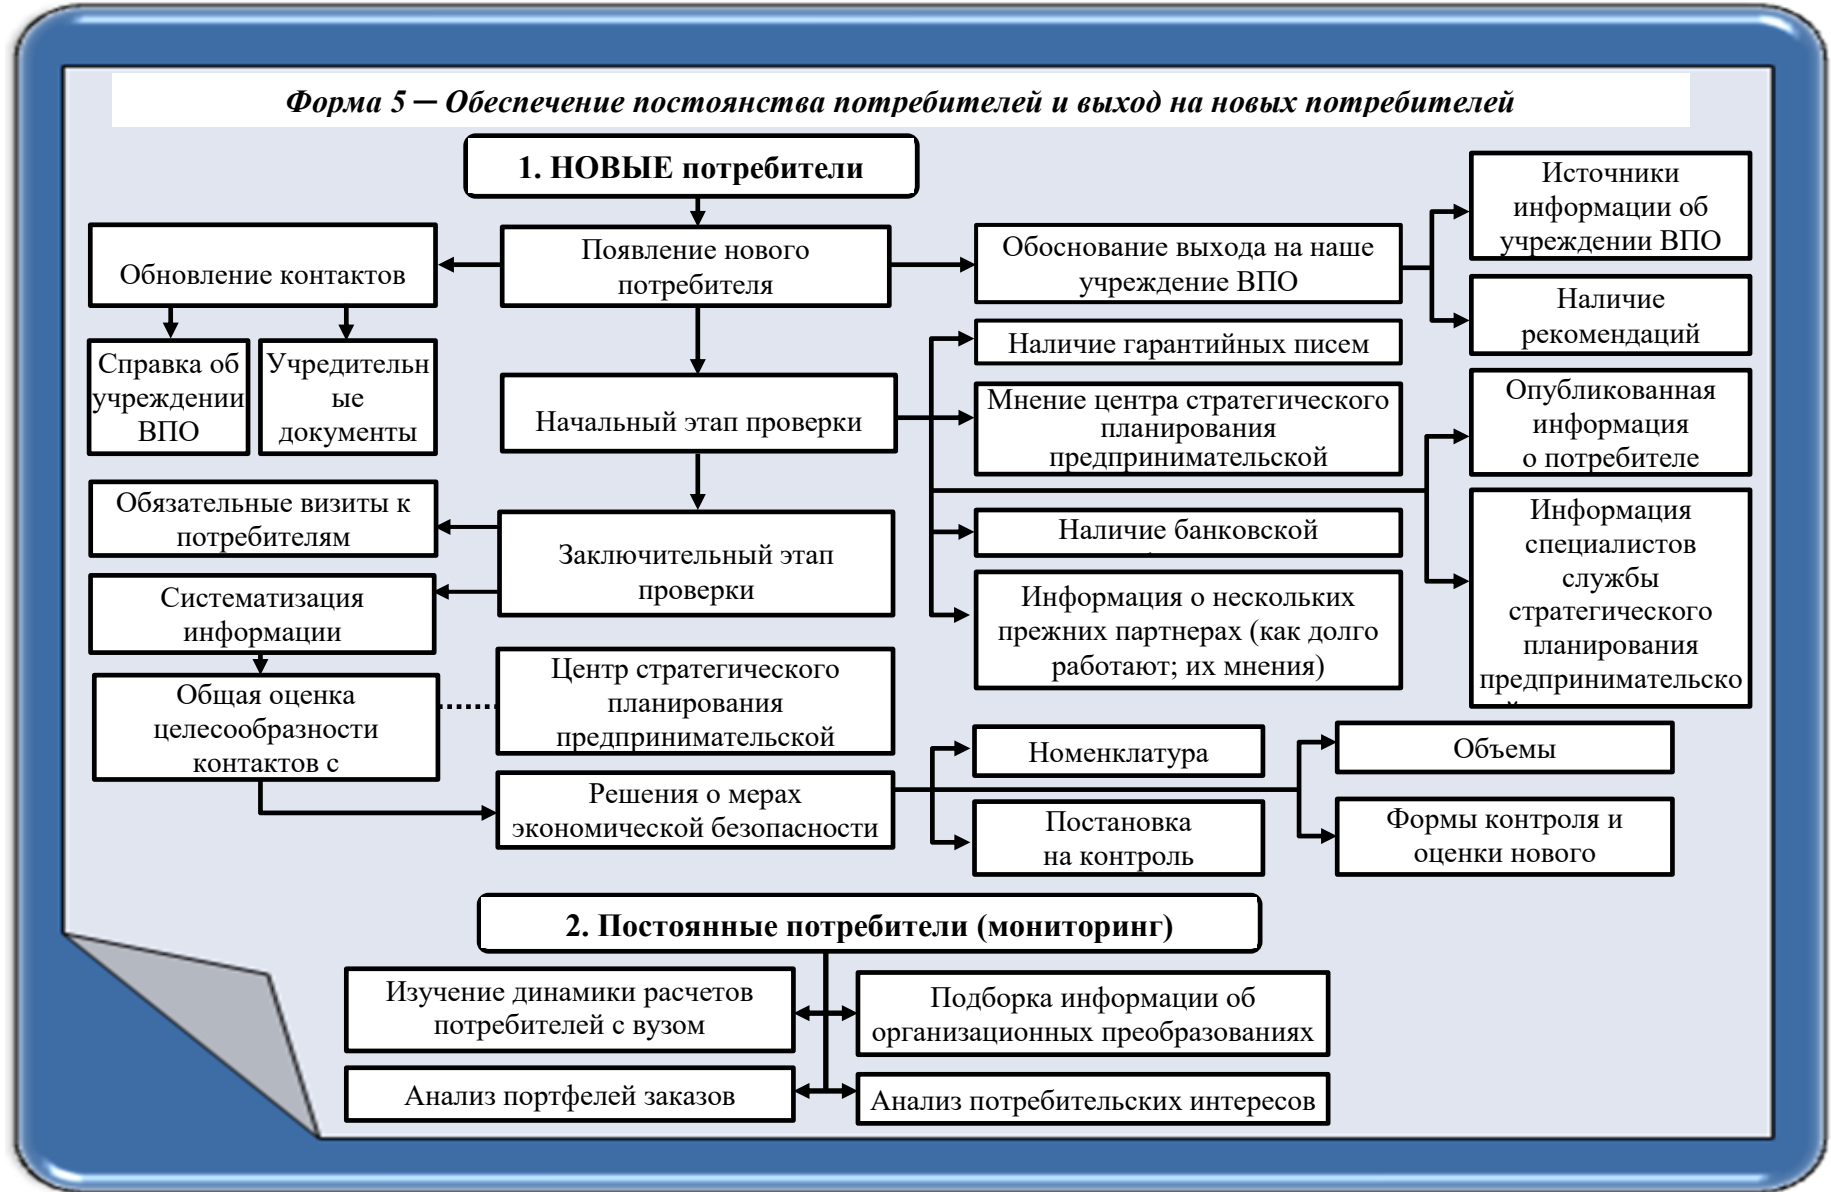 Форма 5 — Обеспечение постоянства потребителей и выход на новых потребителей
1. НОВЫЕ потребители
Появление нового
потребителя
Обновление контактов
Справка об
учреждении
ВПО
Учредительн
ые
документы
Обоснование выхода на наше
учреждение ВПО
Источники
информации об
учреждении ВПО
Наличие
рекомендаций
Начальный этап проверки
Наличие гарантийных писем
Мнение центра стратегического
планирования
предпринимательской
Опубликованная
информация
о потребителе
Информация
специалистов
службы
стратегического
планирования
предпринимательско
Наличие банковской
Информация о нескольких
прежних партнерах (как долго
работают; их мнения)
Заключительный этап
проверки
Обязательные визиты к
потребителям
Систематизация
информации
Общая оценка
целесообразности
контактов с
Центр стратегического
планирования
предпринимательской
Решения о мерах
экономической безопасности
Номенклатура
Постановка
на контроль
Объемы
Формы контроля и
оценки нового
2. Постоянные потребители (мониторинг)
Изучение динамики расчетов
потребителей с вузом
Подборка информации об
организационных преобразованиях
Анализ портфелей заказов
Анализ потребительских интересов